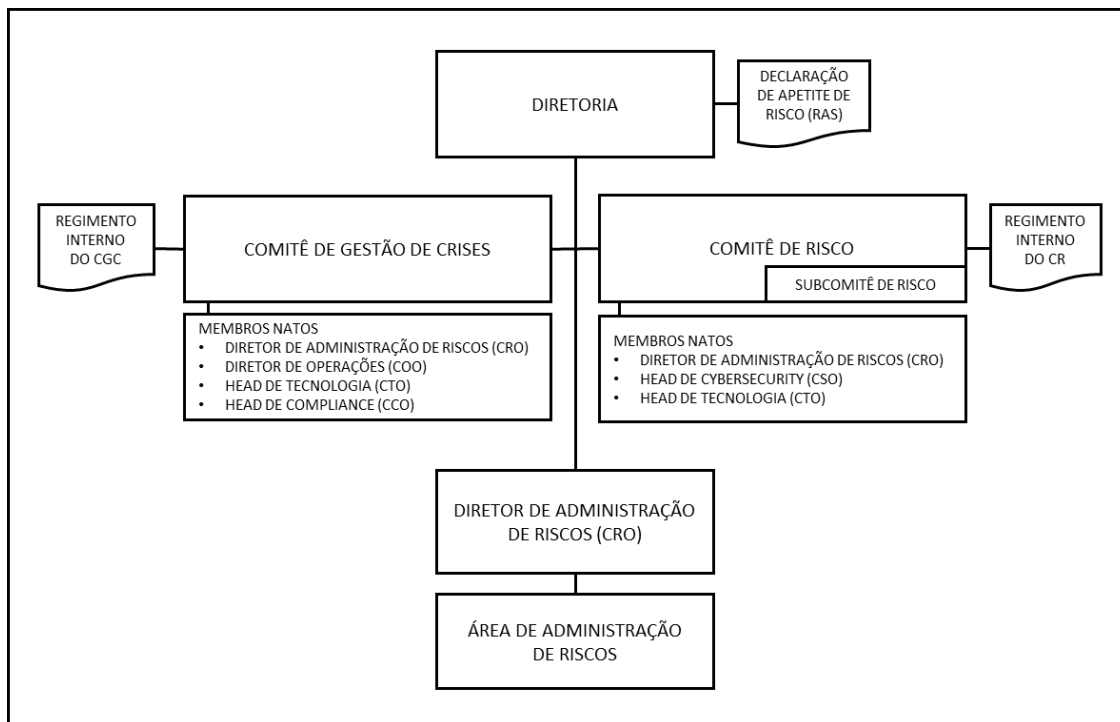 DIRETORIA
DECLARAÇÃO
DE APETITE DE
RISCO (RAS)
REGIMENTO
INTERNO
DO CGC
COMITÊ DE GESTÃO DE CRISES
COMITÊ DE RISCO
SUBCOMITÊ DE RISCO
REGIMENTO
INTERNO
DO CR
MEMBROS NATOS
• DIRETOR DE ADMINISTRAÇÃO DE RISCOS (CRO)
• DIRETOR DE OPERAÇÕES (COO)
• HEAD DE TECNOLOGIA (CTO)
• HEAD DE COMPLIANCE (CCO)
MEMBROS NATOS
• DIRETOR DE ADMINISTRAÇÃO DE RISCOS (CRO)
• HEAD DE CYBERSECURITY (CSO)
• HEAD DE TECNOLOGIA (CTO)
DIRETOR DE ADMINISTRAÇÃO
DE RISCOS (CRO)
ÁREA DE ADMINISTRAÇÃO
DE RISCOS